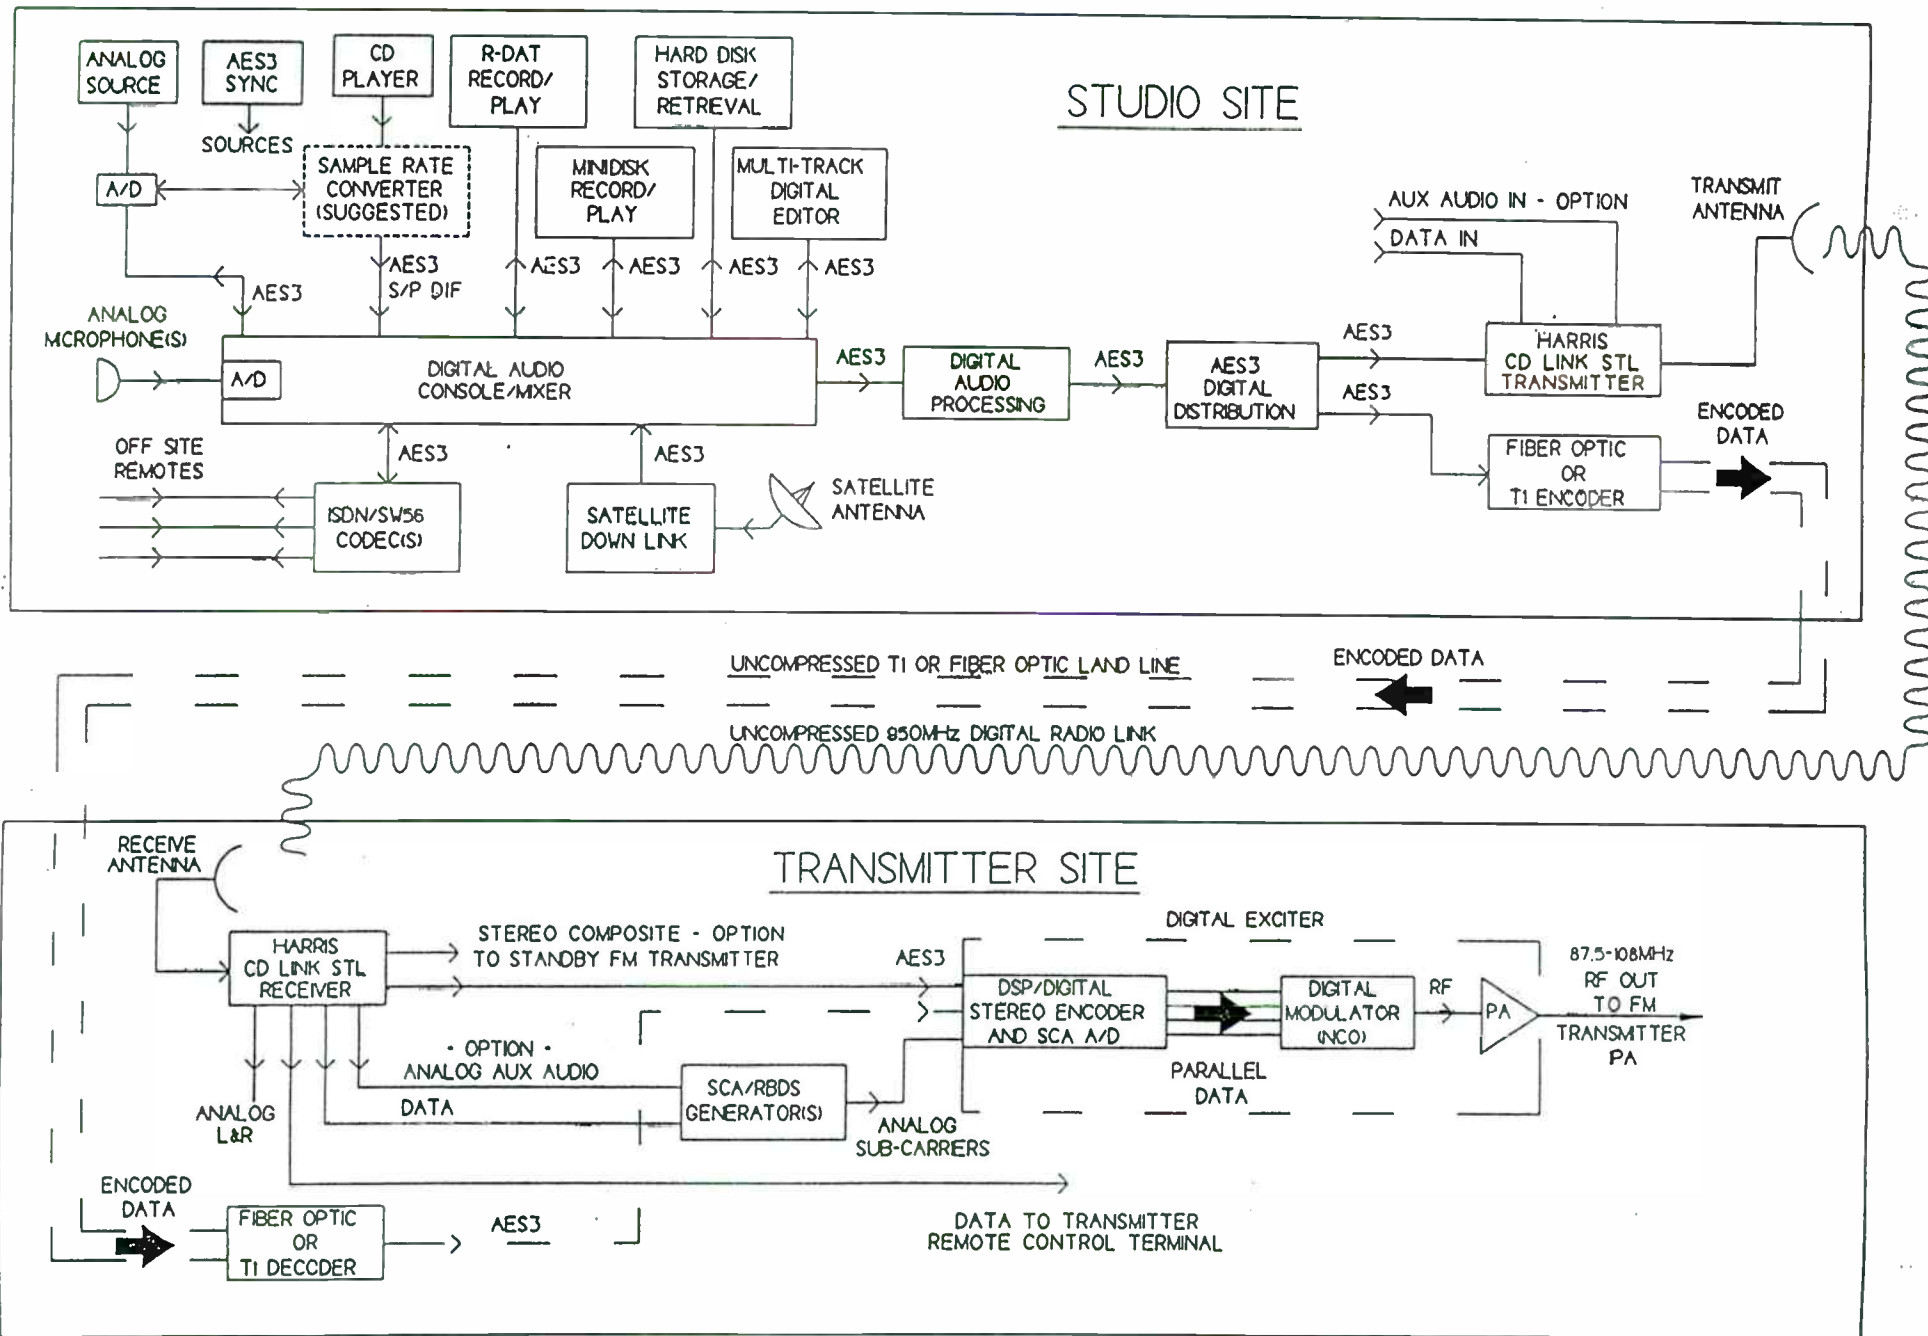 STUDIO SITE
ANALOG
SOURCE
AES3
SYNC
SOURCES
CD
PLAYER
R-DAT
RECORD/
PLAY
HARD DISK
STORAGE/
RETREVAL
A/D
SAMPLE RATE
CONVERTER
(SUGGESTED)
MINIDISK
RECORD/
PLAY
MULTI-TRACK
DIGITAL
EDITOR
AES3
AES3
S/P DIF
AES3
AES3
AES3
AES3
ANALOG
MCROPHONE(S)
A/D
DIGITAL AUDIO
CONSOLE/MXER
AES3
DIGITAL
AUDIO
PROCESSING
AES3
AES3
DIGITAL
DISTRIBUTION
AES3
AES3
AUX AUDIO IN - OPTION
DATA IN
HARRIS
CD LINK STL
TRANSMITTER
TRANSMIT
ANTENNA
FIBER OPTIC
OR
T1 ENCODER
ENCODED
DATA
OFF SITE
REMOTES
AES3
ISDN/SW56
CODEC(S)
AES3
SATELLITE
DOWN LINK
SATELLITE
ANTENNA
UNCOMPRESSED T1 OR FIBER OPTIC LAND LINE
ENCODED DATA
UNCOMPRESSED 950MHz DIGITAL RADIO LINK
TRANSMITTER SITE
RECEIVE
ANTENNA
HARRIS
CD LINK STL
RECEIVER
STEREO COMPOSITE - OPTION
TO STANDBY FM TRANSMITTER
AES3
DIGITAL EXCITER
DSP/DIGITAL
STEREO ENCODER
AND SCA A/D
DIGITAL
MODULATOR
(NCO)
RF
PA
87.5-108MHz
RF OUT
TO FM
TRANSMITTER
PA
PARALLEL
DATA
- OPTION -
ANALOG AUX AUDIO
DATA
SCA/RBDS
GENERATOR(S)
ANALOG
SUB-CARRIERS
ANALOG
L&R
ENCODED
DATA
FIBER OPTIC
OR
T1 DECCDER
AES3
DATA TO TRANSMITTER
REMOTE CONTROL TERMINAL